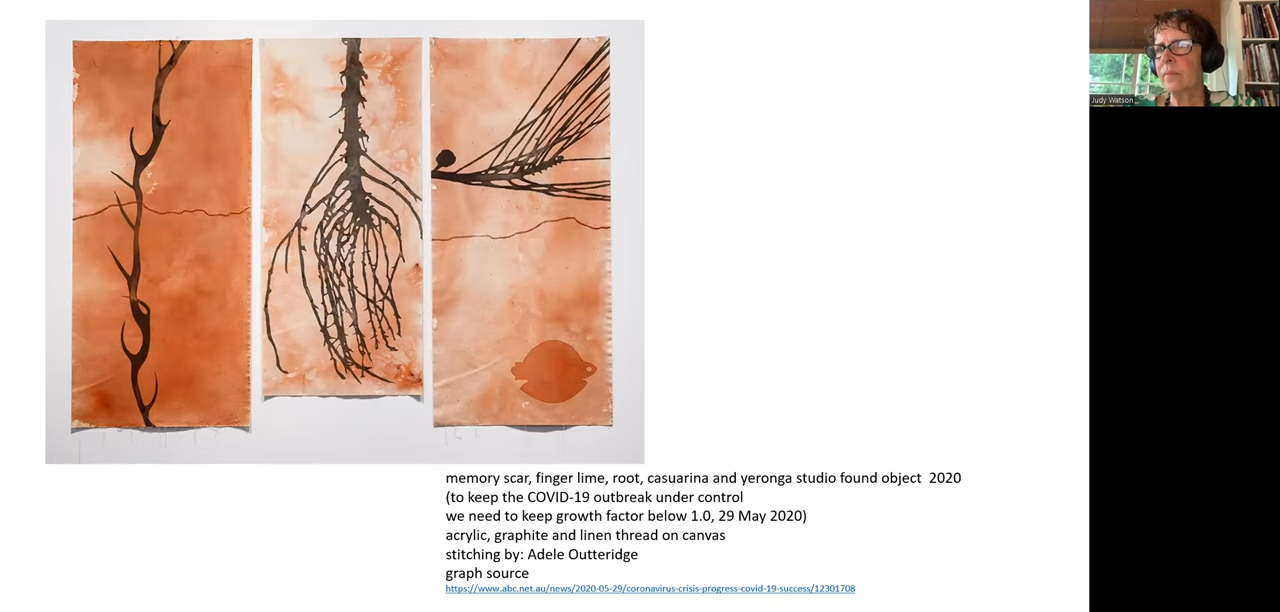 Judy Watson
memory scar, finger lime, root, casuarina and yeronga studio found object  2020
(to keep the COVID-19 outbreak under control
we need to keep growth factor below 1.0, 29 May 2020)
acrylic, graphite and linen thread on canvas
stitching by: Adele Outteridge
graph source
https://www.abc.net.au/news/2020-05-29/coronavirus-crisis-progress-covid-19-success/12301708